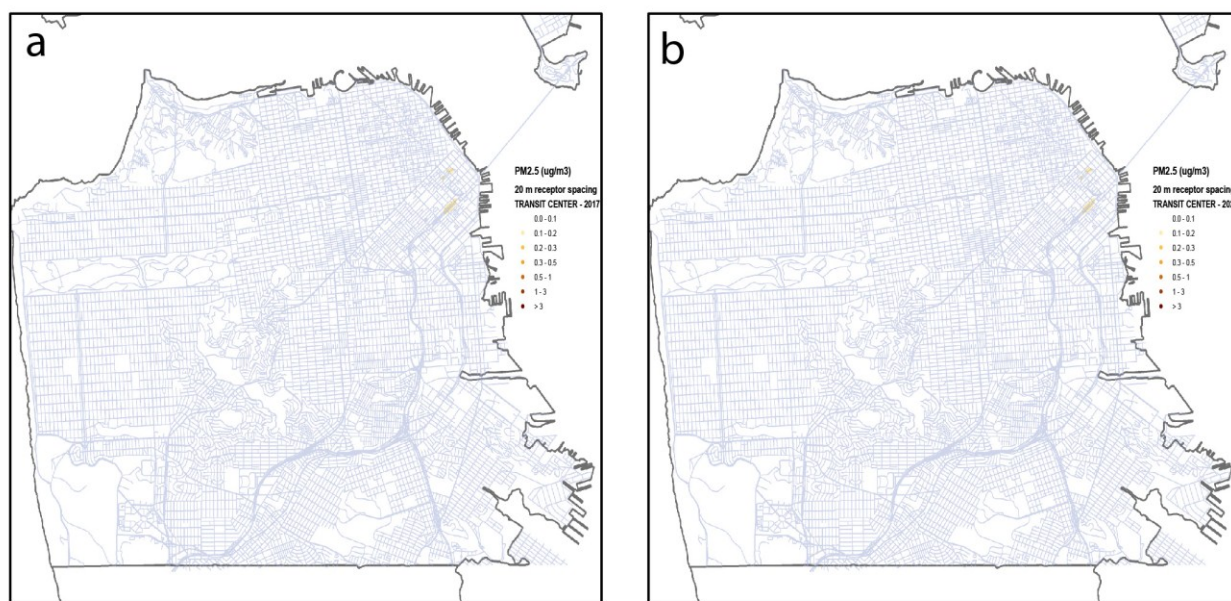 a
PM2.5 (ug/m3)
20 m receptor spacing
TRANSIT CENTER - 2017
0.0 - 0.1
0.1 - 0.2
0.2 - 0.3
0.3 - 0.5
0.5 - 1
1 - 3
> 3
b
PM2.5 (ug/m3)
20 m receptor spacing
TRANSIT CENTER - 202
0.0 - 0.1
0.1 - 0.2
0.2 - 0.3
0.3 - 0.5
0.5 - 1
1 - 3
> 3